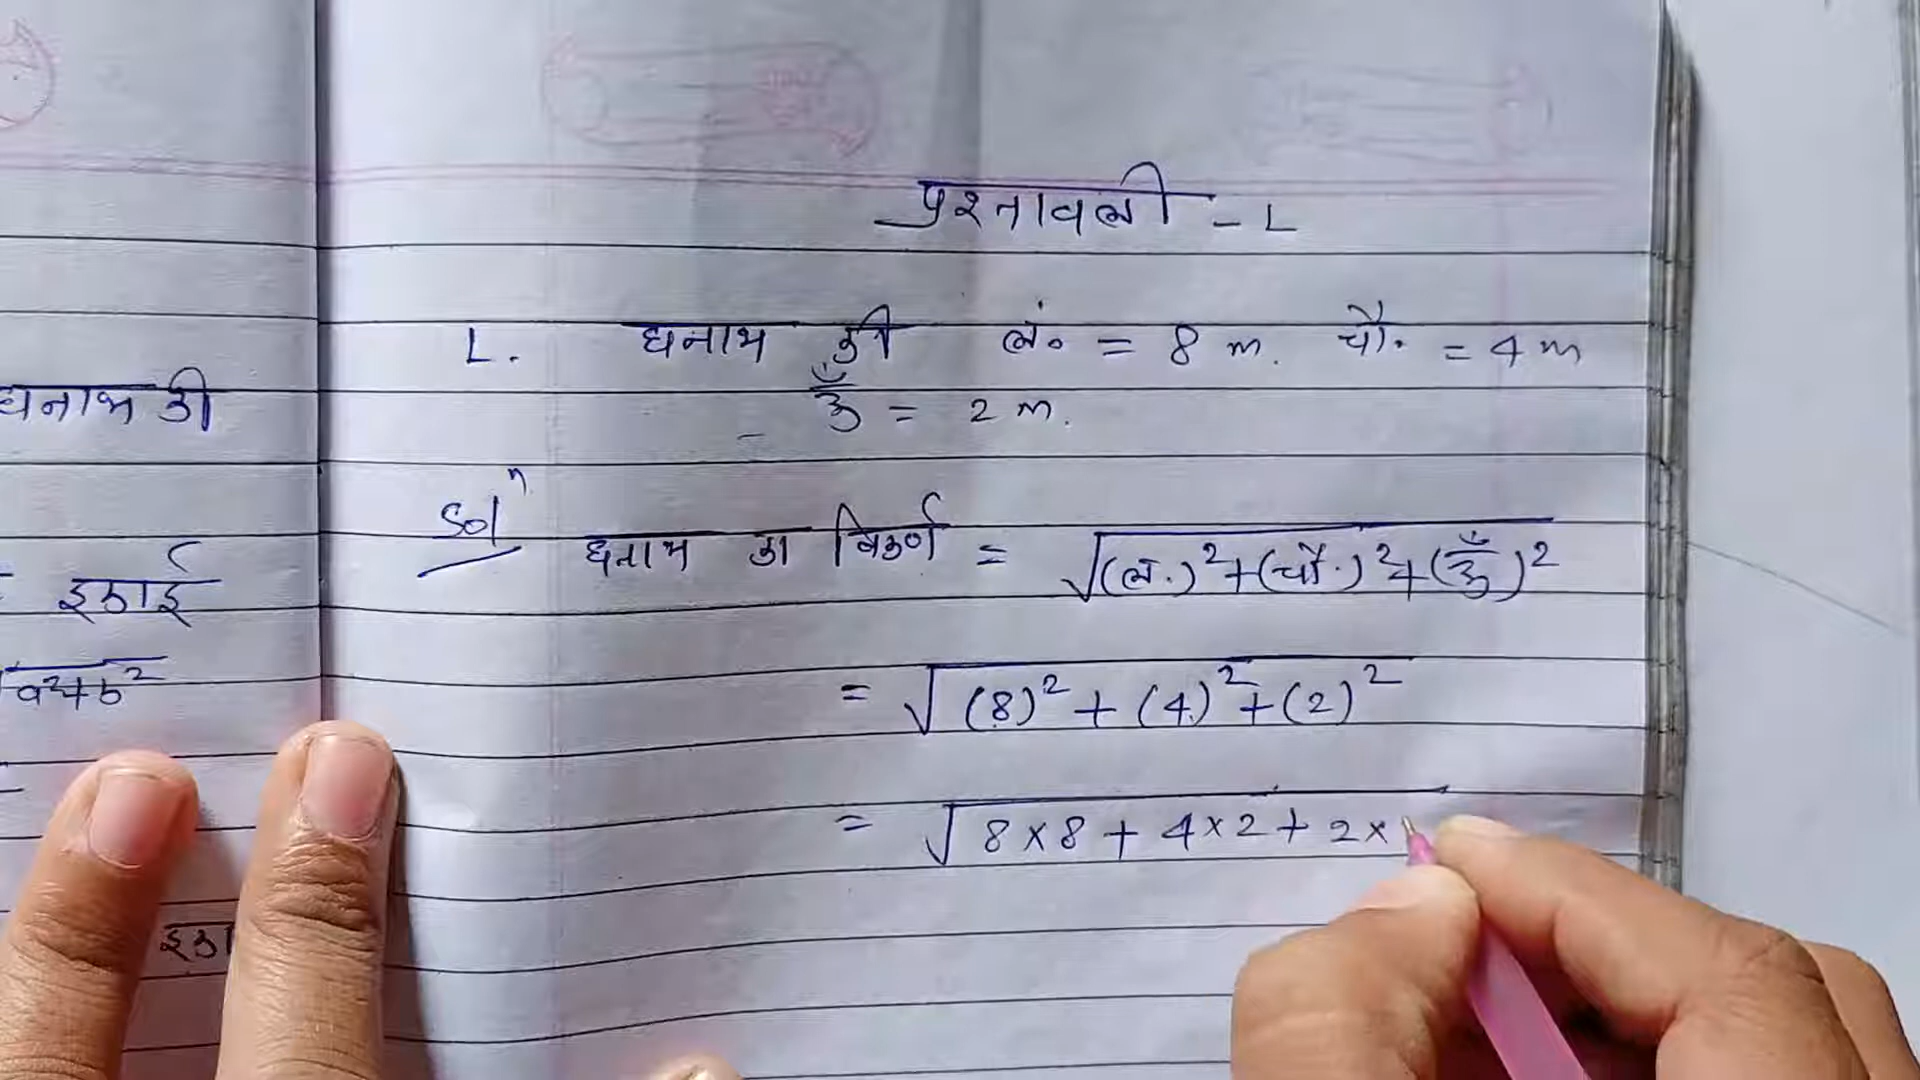 घनाभ की
इकाई
a²+b²
इका
प्रश्नावली - 1
1. घनाभ की लं० = 8 m. चौ. = 4 m
ऊँ = 2 m.
Solⁿ घनाभ का विकर्ण = √(लं.)²+(चौ.)²+(ऊँ)²
= √(8)² + (4)² + (2)²
= √8×8 + 4×2 + 2×